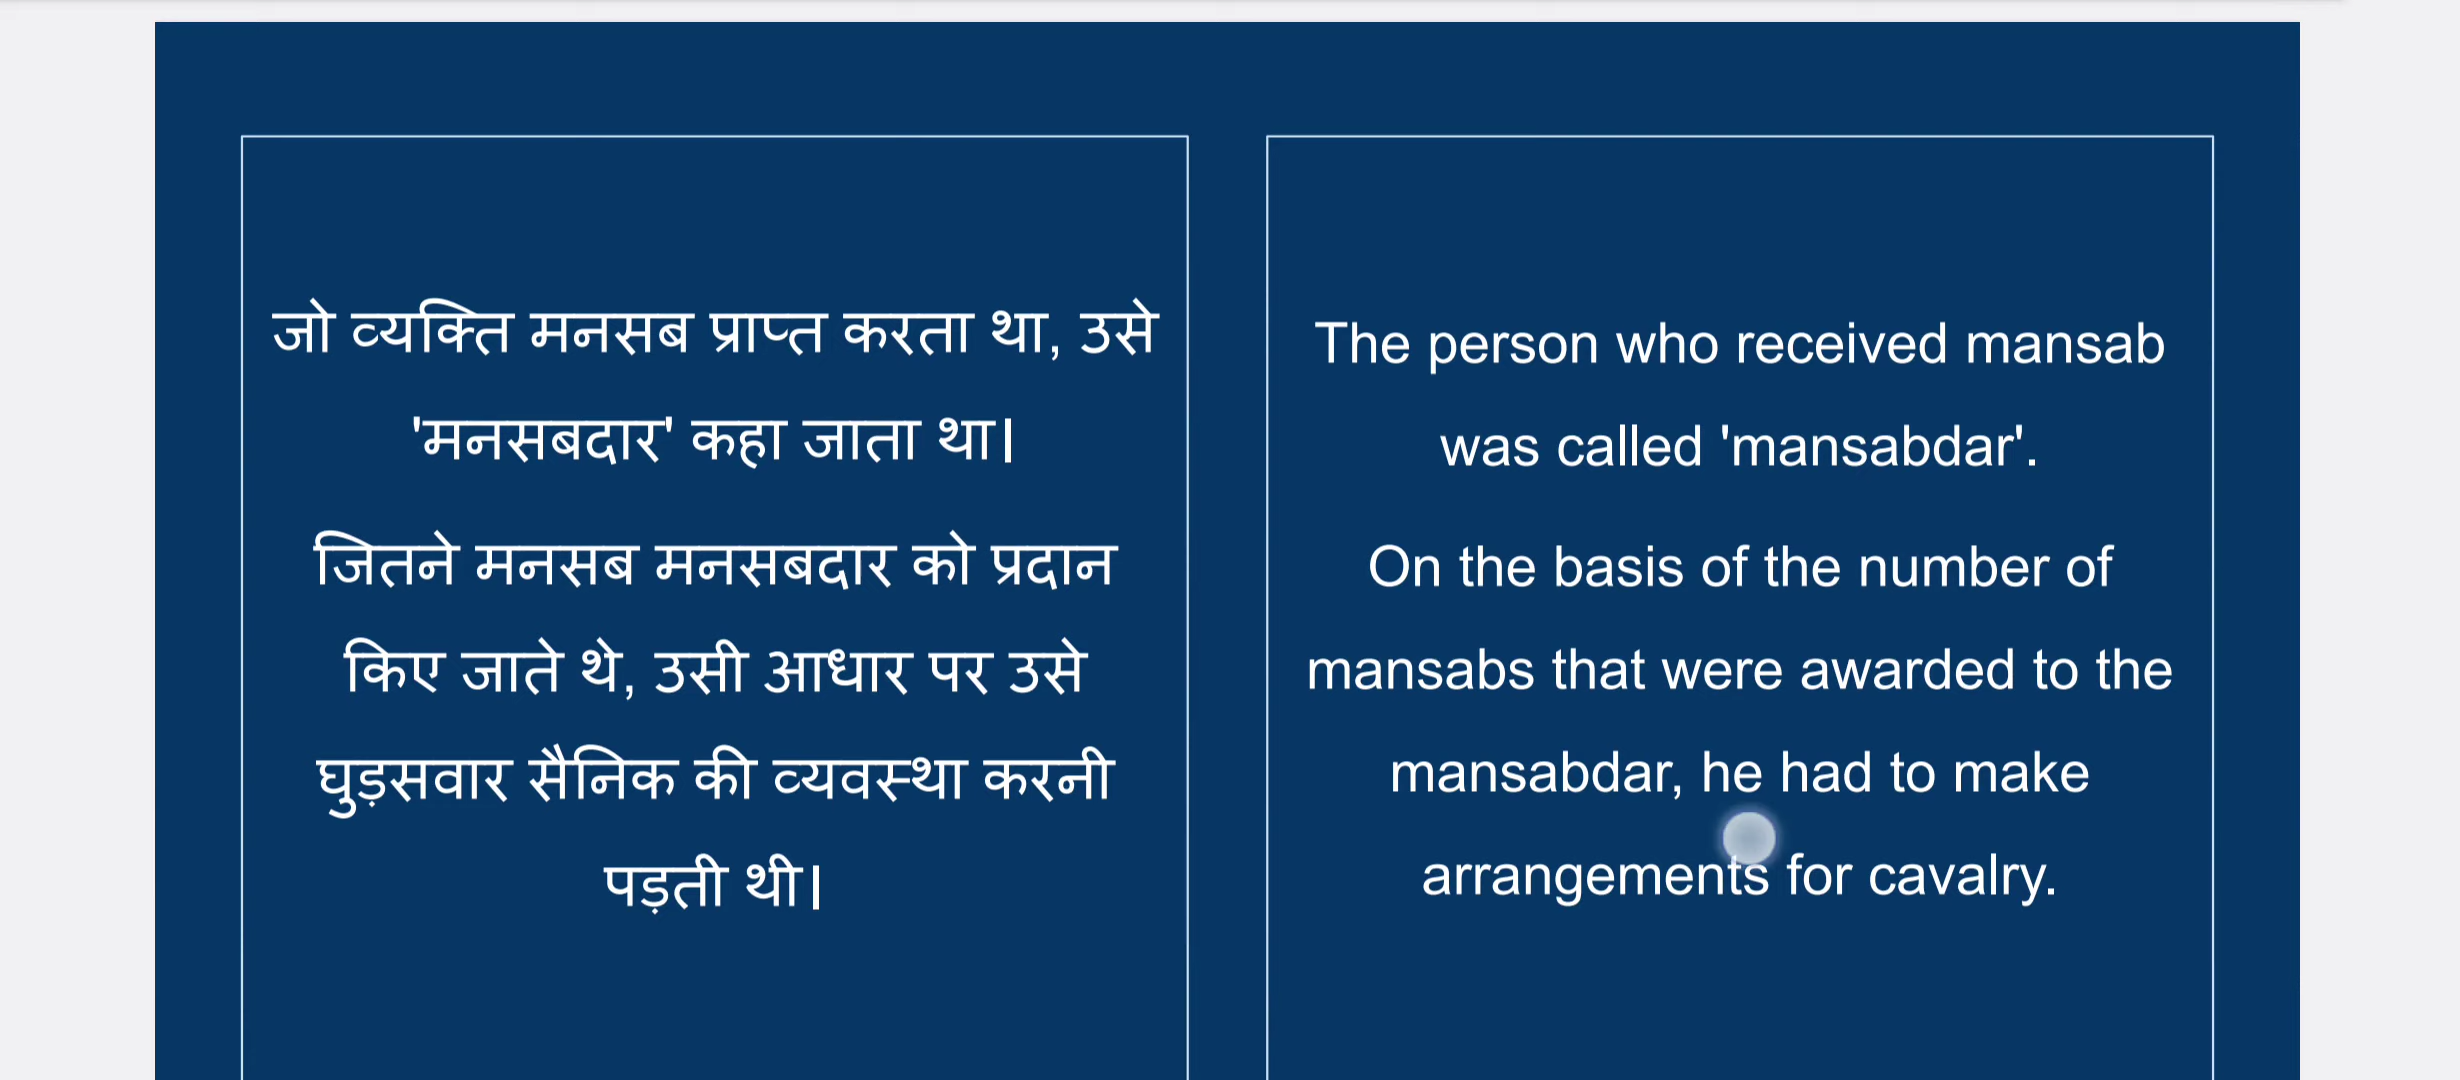 जो व्यक्ति मनसब प्राप्त करता था, उसे
'मनसबदार' कहा जाता था।
जितने मनसब मनसबदार को प्रदान
किए जाते थे, उसी आधार पर उसे
घुड़सवार सैनिक की व्यवस्था करनी
पड़ती थी।
The person who received mansab
was called 'mansabdar'.
On the basis of the number of
mansabs that were awarded to the
mansabdar, he had to make
arrangements for cavalry.